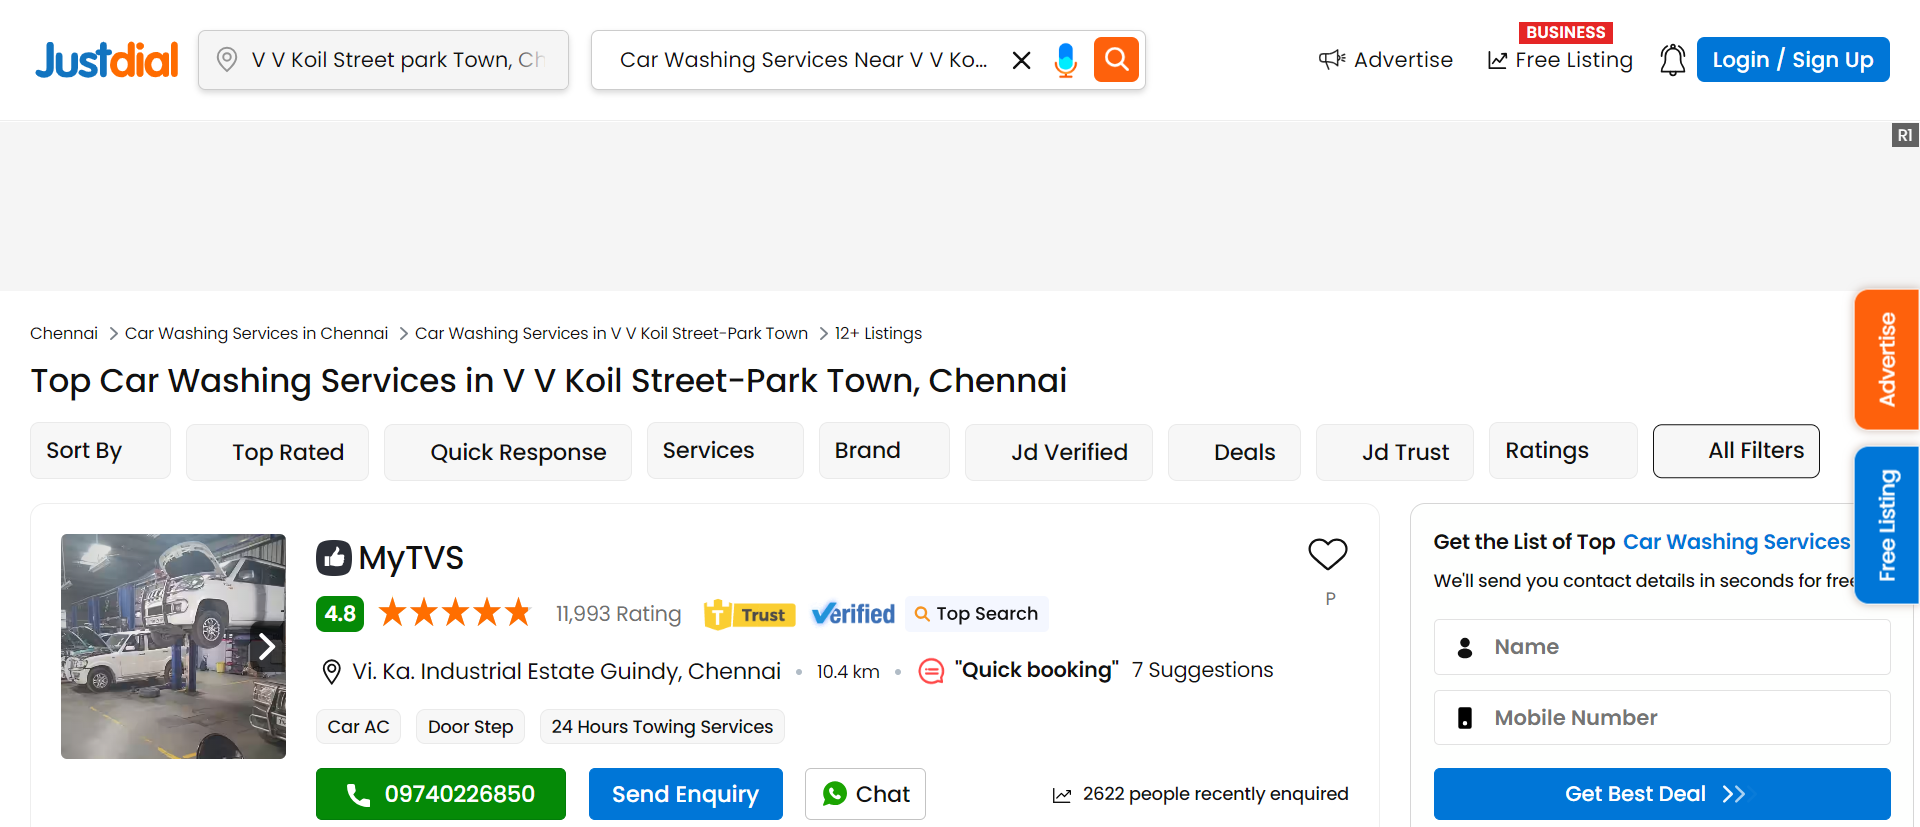 Justdial
V V Koil Street park Town, Ch
Car Washing Services Near V V Ko...
Advertise
BUSINESS
Free Listing
Login / Sign Up
R1
Chennai > Car Washing Services in Chennai > Car Washing Services in V V Koil Street-Park Town > 12+ Listings
Top Car Washing Services in V V Koil Street-Park Town, Chennai
Sort By
Top Rated
Quick Response
Services
Brand
Jd Verified
Deals
Jd Trust
Ratings
All Filters
Advertise
Free Listing
MyTVS
4.8
11,993 Rating
T Trust
Verified
Top Search
P
Vi. Ka. Industrial Estate Guindy, Chennai • 10.4 km • "Quick booking" 7 Suggestions
Car AC
Door Step
24 Hours Towing Services
09740226850
Send Enquiry
Chat
2622 people recently enquired
Get the List of Top Car Washing Services
We'll send you contact details in seconds for free
Name
Mobile Number
Get Best Deal